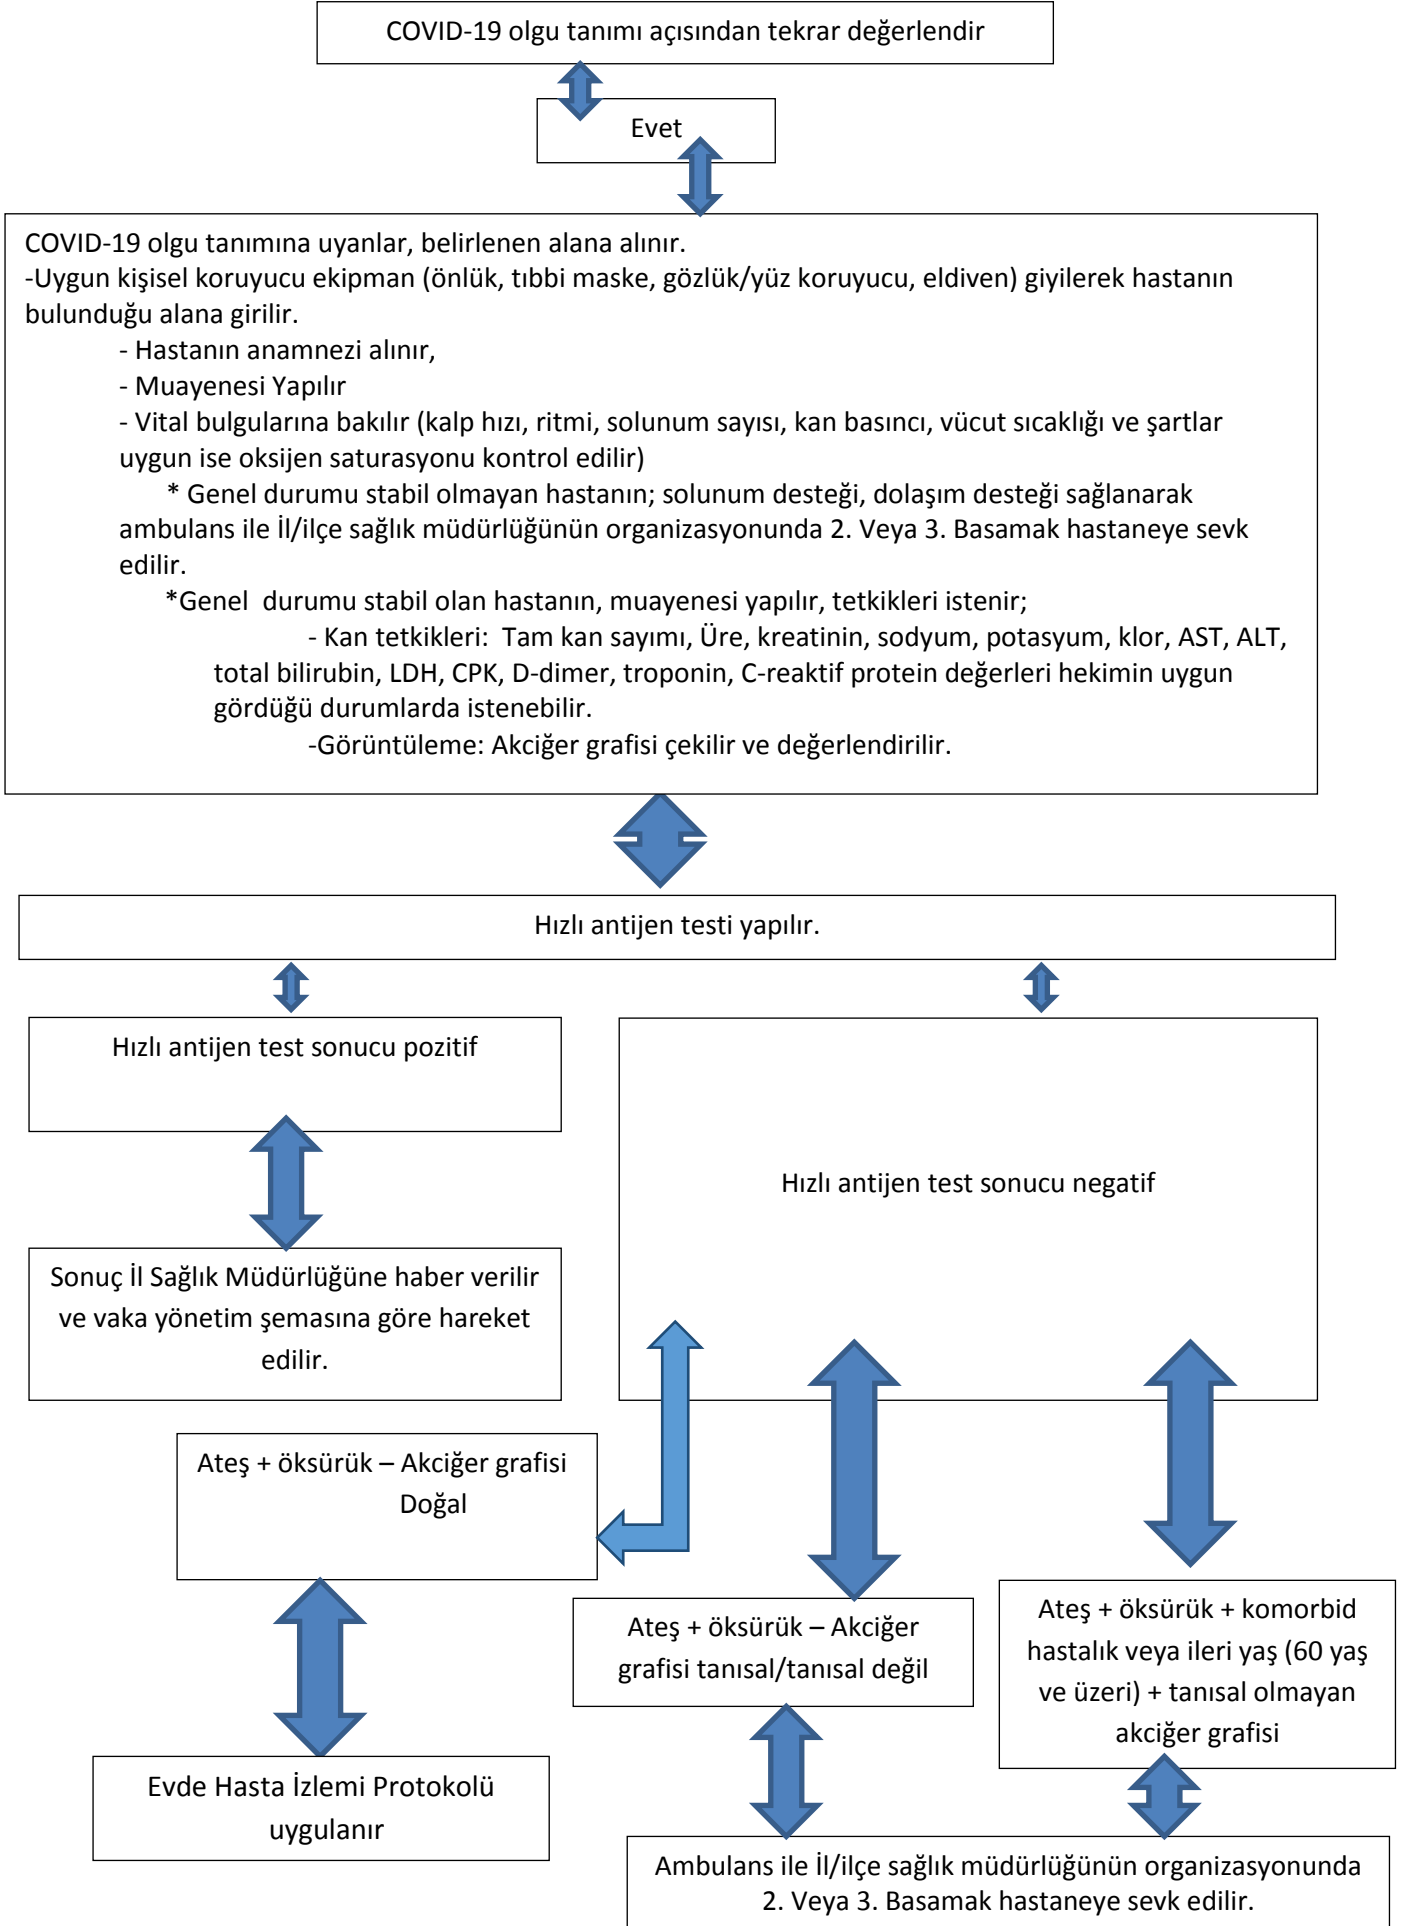 COVID-19 olgu tanımı açısından tekrar değerlendir
Evet
COVID-19 olgu tanımına uyanlar, belirlenen alana alınır.
-Uygun kişisel koruyucu ekipman (önlük, tıbbi maske, gözlük/yüz koruyucu, eldiven) giyilerek hastanın
bulunduğu alana girilir.
- Hastanın anamnezi alınır,
- Muayenesi Yapılır
- Vital bulgularına bakılır (kalp hızı, ritmi, solunum sayısı, kan basıncı, vücut sıcaklığı ve şartlar
uygun ise oksijen saturasyonu kontrol edilir)
* Genel durumu stabil olmayan hastanın; solunum desteği, dolaşım desteği sağlanarak
ambulans ile İl/ilçe sağlık müdürlüğünün organizasyonunda 2. Veya 3. Basamak hastaneye sevk
edilir.
*Genel durumu stabil olan hastanın, muayenesi yapılır, tetkikleri istenir;
- Kan tetkikleri: Tam kan sayımı, Üre, kreatinin, sodyum, potasyum, klor, AST, ALT,
total bilirubin, LDH, CPK, D-dimer, troponin, C-reaktif protein değerleri hekimin uygun
gördüğü durumlarda istenebilir.
-Görüntüleme: Akciğer grafisi çekilir ve değerlendirilir.
Hızlı antijen testi yapılır.
Hızlı antijen test sonucu pozitif
Hızlı antijen test sonucu negatif
Sonuç İl Sağlık Müdürlüğüne haber verilir
ve vaka yönetim şemasına göre hareket
edilir.
Ateş + öksürük – Akciğer grafisi
Doğal
Ateş + öksürük – Akciğer
grafisi tanısal/tanısal değil
Ateş + öksürük + komorbid
hastalık veya ileri yaş (60 yaş
ve üzeri) + tanısal olmayan
akciğer grafisi
Evde Hasta İzlemi Protokolü
uygulanır
Ambulans ile İl/ilçe sağlık müdürlüğünün organizasyonunda
2. Veya 3. Basamak hastaneye sevk edilir.